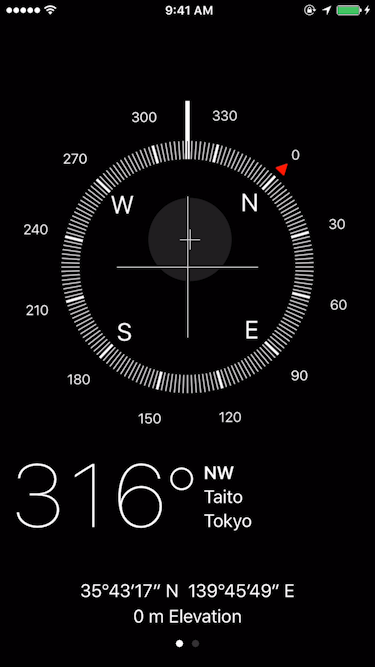 9:41 AM
300
330
270
0
W
N
240
30
210
60
S
E
180
90
150
120
316°
NW
Taito
Tokyo
35°43′17″ N 139°45′49″ E
0 m Elevation